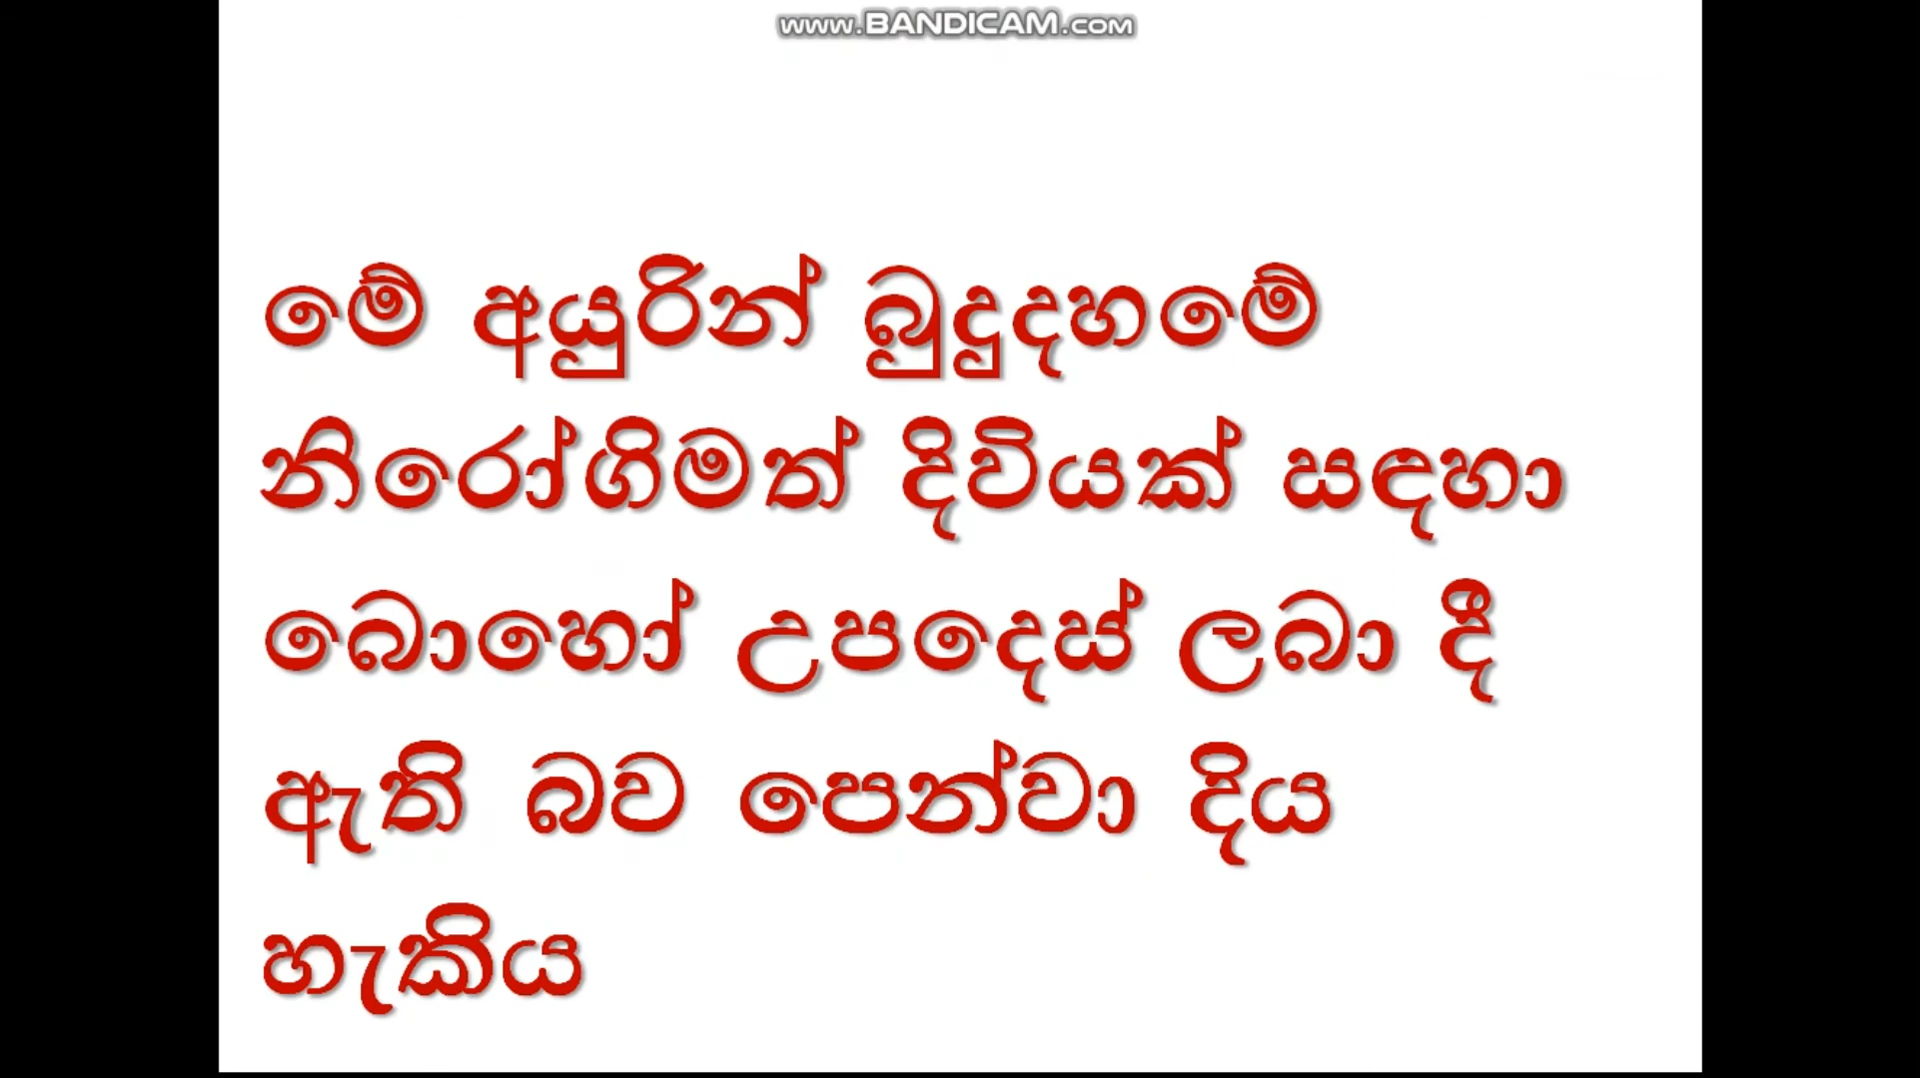 www.BANDICAM.com
මේ අයුරින් බුදුදහමේ
නිරෝගිමත් දිවියක් සඳහා
බොහෝ උපදෙස් ලබා දී
ඇති බව පෙන්වා දිය
හැකිය